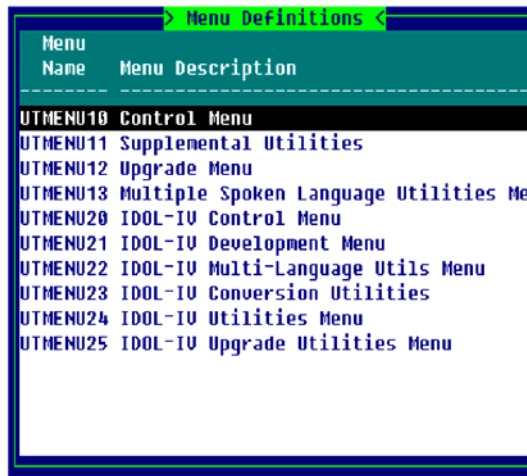 > Menu Definitions <
Menu
Name Menu Description
-------- -----------------------------------------
UTMENU10 Control Menu
UTMENU11 Supplemental Utilities
UTMENU12 Upgrade Menu
UTMENU13 Multiple Spoken Language Utilities Me
UTMENU20 IDOL-IV Control Menu
UTMENU21 IDOL-IV Development Menu
UTMENU22 IDOL-IV Multi-Language Utils Menu
UTMENU23 IDOL-IV Conversion Utilities
UTMENU24 IDOL-IV Utilities Menu
UTMENU25 IDOL-IV Upgrade Utilities Menu